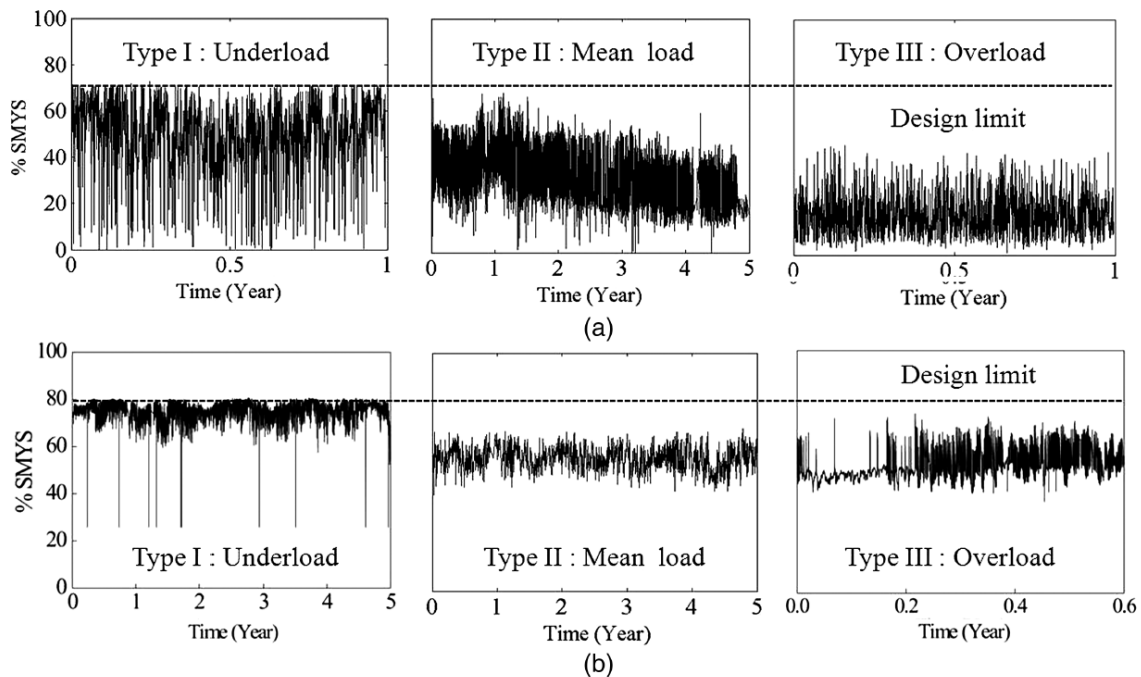 100
80
60
40
20
0
% SMYS
Type I : Underload
0 0.5 1
Time (Year)
Type II : Mean load
0 1 2 3 4 5
Time (Year)
Type III : Overload
Design limit
0 0.5 1
Time (Year)
(a)
100
80
60
40
20
0
% SMYS
Type I : Underload
0 1 2 3 4 5
Time (Year)
Type II : Mean load
0 1 2 3 4 5
Time (Year)
Design limit
Type III : Overload
0.0 0.2 0.4 0.6
Time (Year)
(b)